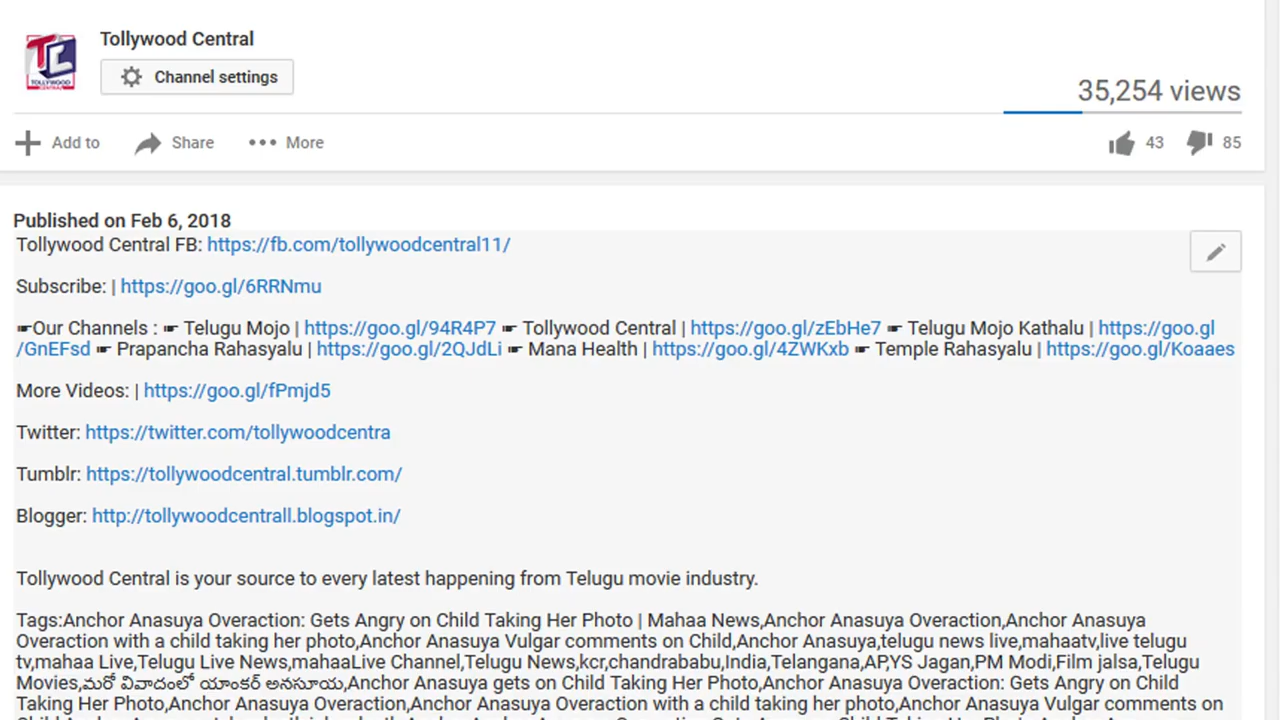 Tollywood Central
TC
TOLLYWOOD
CENTRAL
Channel settings
35,254 views
Add to
Share
More
43
85
Published on Feb 6, 2018
Tollywood Central FB: https://fb.com/tollywoodcentral11/
Subscribe: | https://goo.gl/6RRNmu
☛Our Channels : ☛ Telugu Mojo | https://goo.gl/94R4P7 ☛ Tollywood Central | https://goo.gl/zEbHe7 ☛ Telugu Mojo Kathalu | https://goo.gl
/GnEFsd ☛ Prapancha Rahasyalu | https://goo.gl/2QJdLi ☛ Mana Health | https://goo.gl/4ZWKxb ☛ Temple Rahasyalu | https://goo.gl/Koaaes
More Videos: | https://goo.gl/fPmjd5
Twitter: https://twitter.com/tollywoodcentra
Tumblr: https://tollywoodcentral.tumblr.com/
Blogger: http://tollywoodcentrall.blogspot.in/
Tollywood Central is your source to every latest happening from Telugu movie industry.
Tags:Anchor Anasuya Overaction: Gets Angry on Child Taking Her Photo | Mahaa News,Anchor Anasuya Overaction,Anchor Anasuya
Overaction with a child taking her photo,Anchor Anasuya Vulgar comments on Child,Anchor Anasuya,telugu news live,mahaatv,live telugu
tv,mahaa Live,Telugu Live News,mahaaLive Channel,Telugu News,kcr,chandrababu,India,Telangana,AP,YS Jagan,PM Modi,Film jalsa,Telugu
Movies,మరో వివాదంలో యాంకర్ అనసూయ,Anchor Anasuya gets on Child Taking Her Photo,Anchor Anasuya Overaction: Gets Angry on Child
Taking Her Photo,Anchor Anasuya Overaction,Anchor Anasuya Overaction with a child taking her photo,Anchor Anasuya Vulgar comments on